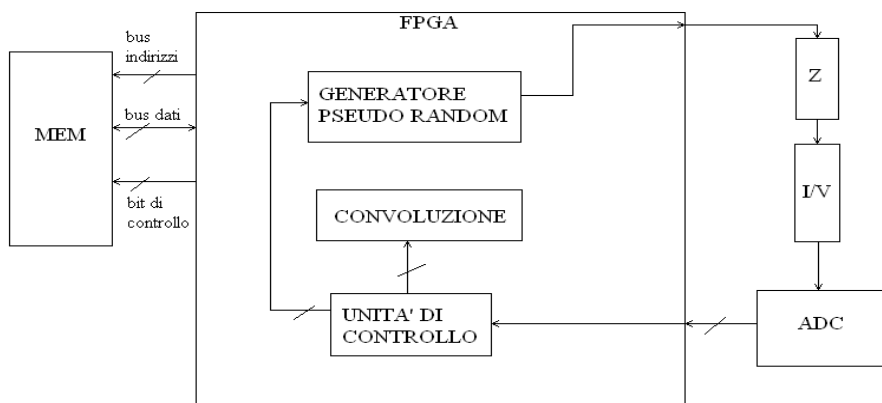 FPGA
bus
indirizzi
MEM
bus dati
bit di
controllo
GENERATORE
PSEUDO RANDOM
CONVOLUZIONE
UNITA' DI
CONTROLLO
Z
I/V
ADC